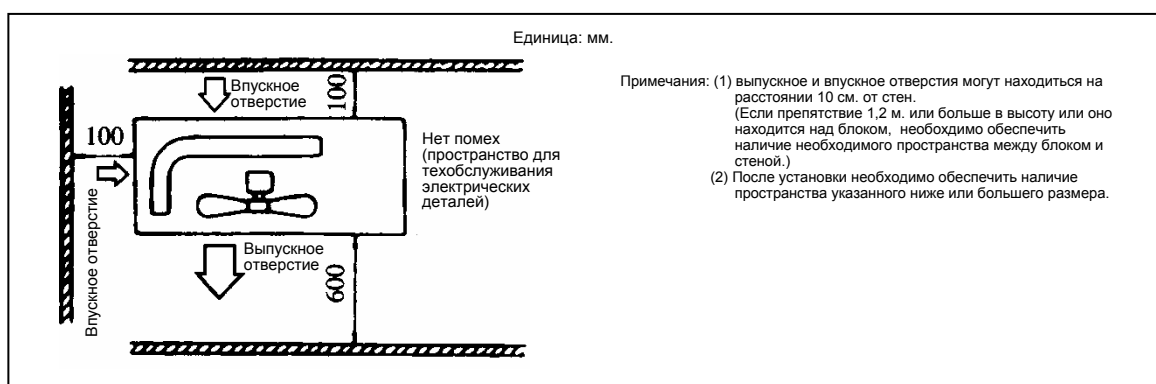 Единица: мм.
Впускное
отверстие
100
100
Впускное отверстие
Нет помех
(пространство для
техобслуживания
электрических
деталей)
Выпускное
отверстие
600
Примечания: (1) выпускное и впускное отверстия могут находиться на
расстоянии 10 см. от стен.
(Если препятствие 1,2 м. или больше в высоту или оно
находится над блоком, необходимо обеспечить
наличие необходимого пространства между блоком и
стеной.)
(2) После установки необходимо обеспечить наличие
пространства указанного ниже или большего размера.